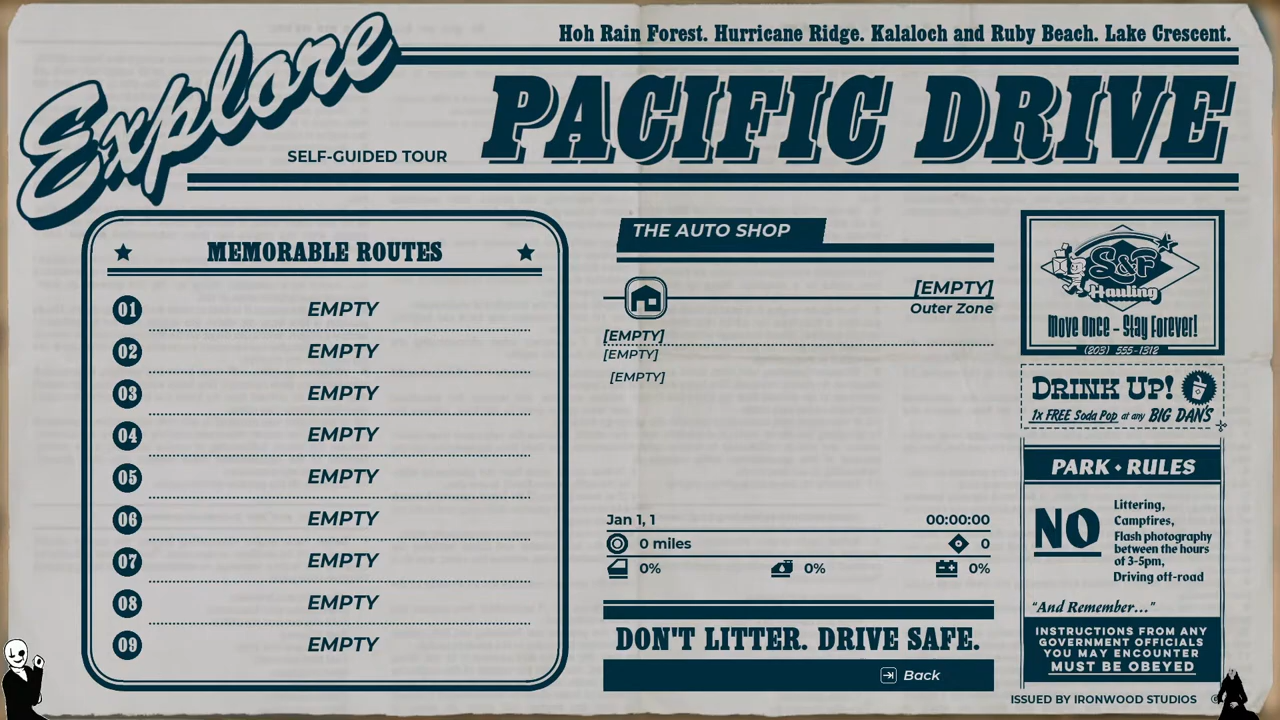 Hoh Rain Forest. Hurricane Ridge. Kalaloch and Ruby Beach. Lake Crescent.
Explore
PACIFIC DRIVE
SELF-GUIDED TOUR
MEMORABLE ROUTES
01 EMPTY
02 EMPTY
03 EMPTY
04 EMPTY
05 EMPTY
06 EMPTY
07 EMPTY
08 EMPTY
09 EMPTY
THE AUTO SHOP
[EMPTY]
Outer Zone
[EMPTY]
[EMPTY]
[EMPTY]
Jan 1, 1 00:00:00
0 miles 0
0% 0% 0%
DON'T LITTER. DRIVE SAFE.
Back
S&F
Hauling
Move Once - Stay Forever!
(203) 555-1312
DRINK UP!
1x FREE Soda Pop at any BIG DAN'S
PARK • RULES
NO
Littering,
Campfires,
Flash photography
between the hours
of 3-5pm,
Driving off-road
"And Remember..."
INSTRUCTIONS FROM ANY
GOVERNMENT OFFICIALS
YOU MAY ENCOUNTER
MUST BE OBEYED
ISSUED BY IRONWOOD STUDIOS